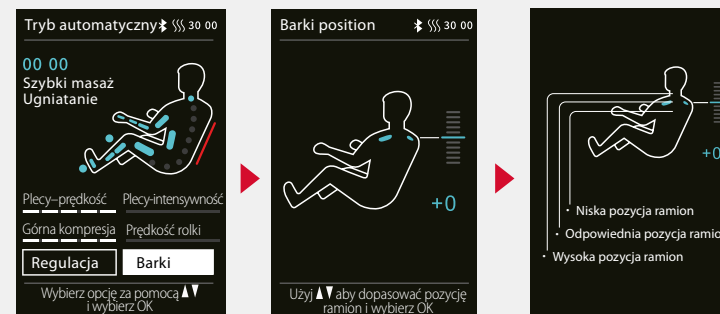 Tryb automatyczny 30 00
00 00
Szybki masaż
Ugniatanie
Plecy–prędkość Plecy-intensywność
Górna kompresja Prędkość rolki
Regulacja Barki
Wybierz opcję za pomocą ▲▼
i wybierz OK
Barki position 30 00
+0
Użyj ▲▼ aby dopasować pozycję
ramion i wybierz OK
+0
· Niska pozycja ramion
· Odpowiednia pozycja ramio
· Wysoka pozycja ramion